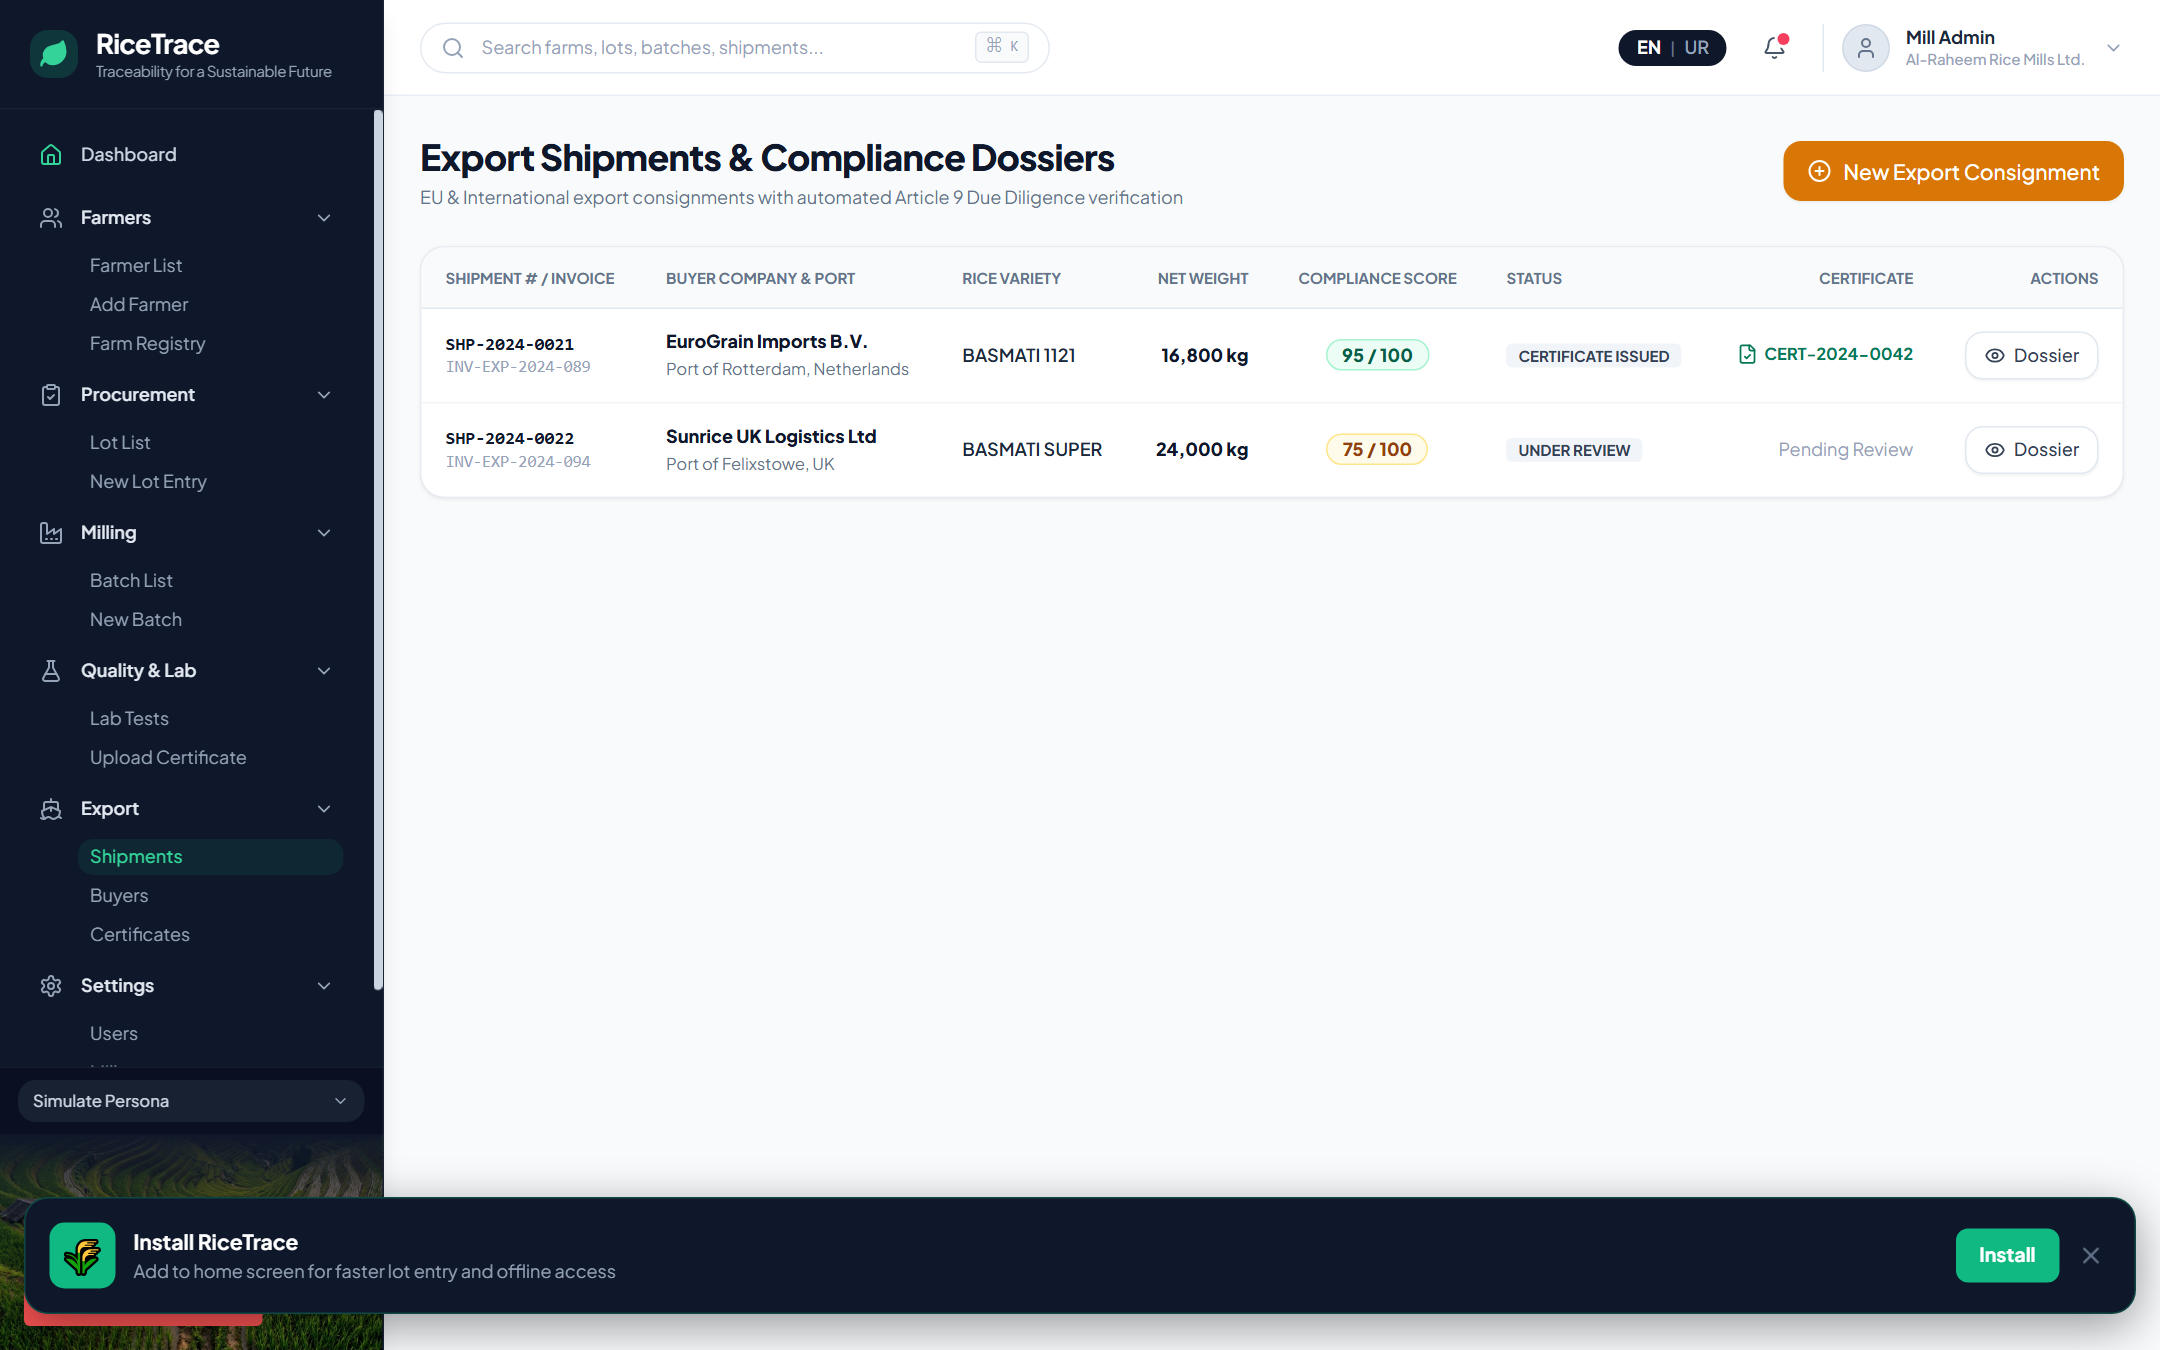 RiceTrace
Traceability for a Sustainable Future
Search farms, lots, batches, shipments...
⌘ K
EN | UR
Mill Admin
Al-Raheem Rice Mills Ltd.
Dashboard
Farmers
Farmer List
Add Farmer
Farm Registry
Procurement
Lot List
New Lot Entry
Milling
Batch List
New Batch
Quality & Lab
Lab Tests
Upload Certificate
Export
Shipments
Buyers
Certificates
Settings
Users
Simulate Persona
Export Shipments & Compliance Dossiers
EU & International export consignments with automated Article 9 Due Diligence verification
New Export Consignment
SHIPMENT # / INVOICE BUYER COMPANY & PORT RICE VARIETY NET WEIGHT COMPLIANCE SCORE STATUS CERTIFICATE ACTIONS
SHP-2024-0021 EuroGrain Imports B.V. BASMATI 1121 16,800 kg 95 / 100 CERTIFICATE ISSUED CERT-2024-0042 Dossier
INV-EXP-2024-089 Port of Rotterdam, Netherlands
SHP-2024-0022 Sunrice UK Logistics Ltd BASMATI SUPER 24,000 kg 75 / 100 UNDER REVIEW Pending Review Dossier
INV-EXP-2024-094 Port of Felixstowe, UK
Install RiceTrace
Add to home screen for faster lot entry and offline access
Install